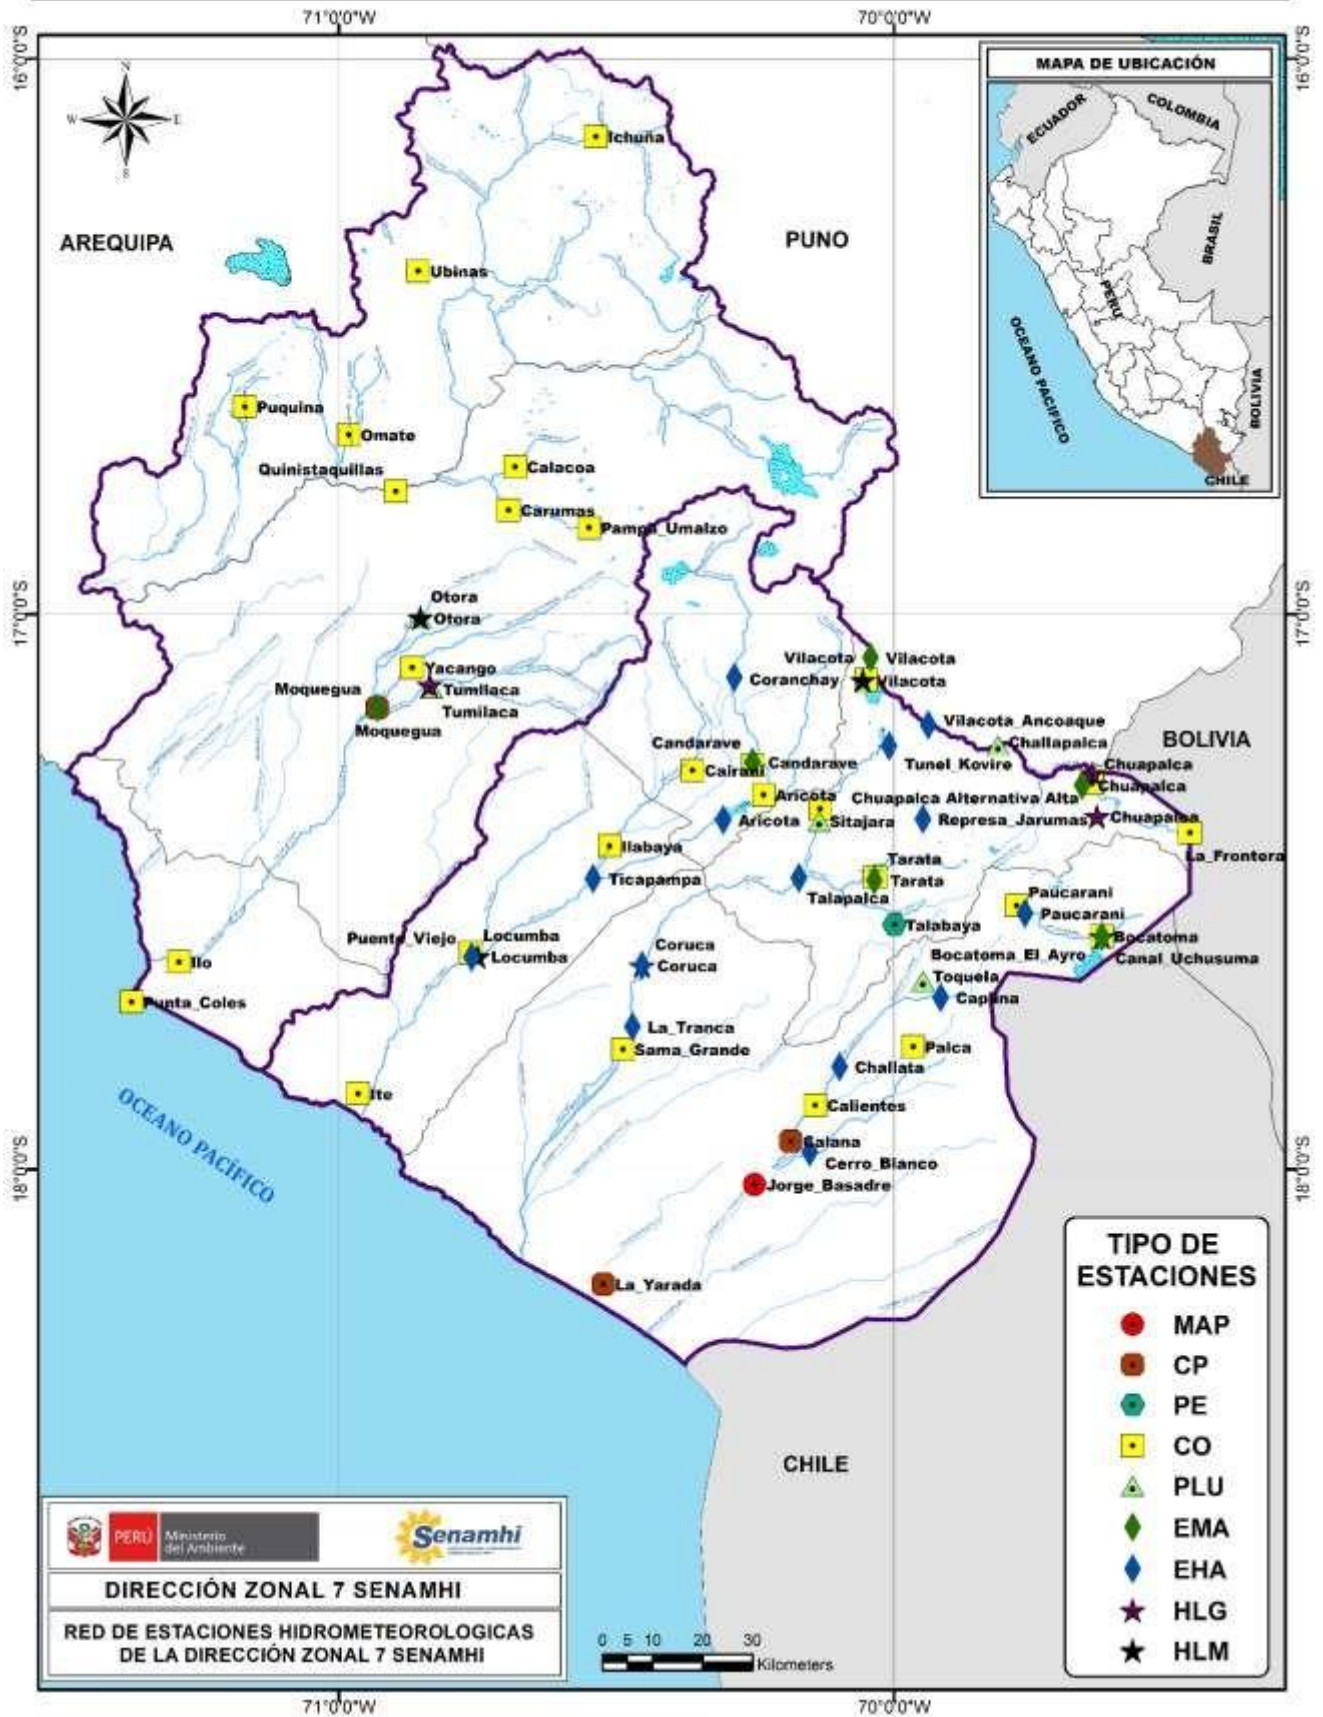 71°0'0"W
70°0'0"W
16°0'0"S
16°0'0"S
N
W
E
S
MAPA DE UBICACIÓN
ECUADOR
COLOMBIA
BRASIL
PERU
OCEANO PACIFICO
BOLIVIA
CHILE
Ichuña
AREQUIPA
PUNO
Ubinas
Puquina
Omate
Quinistaquillas
Calacoa
Carumas
Pampa_Umalzo
Otora
Otora
17°0'0"S
17°0'0"S
Yacango
Moquegua
Tumilaca
Tumilaca
Moquegua
Vilacota
Vilacota
Coranchay
Vilacota
Vilacota_Ancoaque
Challapalca
BOLIVIA
Candarave
Candarave
Tunel_Kovire
Cairani
Chuapalca
Chuapalca
Aricota
Chuapalca Alternativa Alta
Aricota
Sitajara
Represa_Jarumas
Chuapalca
Ilabaya
La_Frontera
Tarata
Ticapampa
Tarata
Talapalca
Paucarani
Paucarani
Talabaya
Puente_Viejo
Locumba
Locumba
Bocatoma
Coruca
Coruca
Bocatoma_El_Ayro
Canal_Uchusuma
Ilo
Toquela
Punta_Coles
Caplina
La_Tranca
Sama_Grande
Palca
Challata
Ite
Calientes
OCEANO PACÍFICO
Calana
Cerro_Blanco
18°0'0"S
18°0'0"S
Jorge_Basadre
La_Yarada
TIPO DE
ESTACIONES
MAP
CP
PE
CO
PLU
EMA
EHA
HLG
HLM
CHILE
PERÚ
Ministerio
del Ambiente
Senamhi
DIRECCIÓN ZONAL 7 SENAMHI
RED DE ESTACIONES HIDROMETEOROLOGICAS
DE LA DIRECCIÓN ZONAL 7 SENAMHI
0 5 10 20 30
Kilometers
71°0'0"W
70°0'0"W